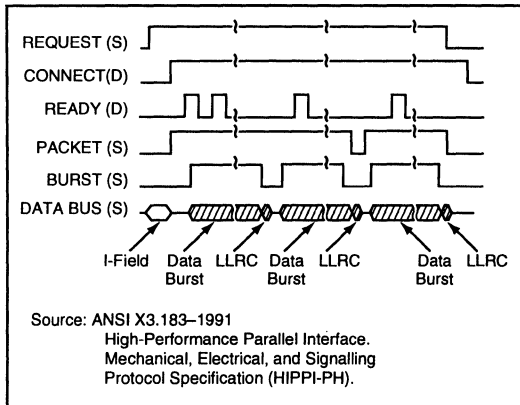 REQUEST (S)
CONNECT(D)
READY (D)
PACKET (S)
BURST (S)
DATA BUS (S)
I-Field Data LLRC Data LLRC Data LLRC
Burst Burst Burst
Source: ANSI X3.183–1991
High-Performance Parallel Interface.
Mechanical, Electrical, and Signalling
Protocol Specification (HIPPI-PH).